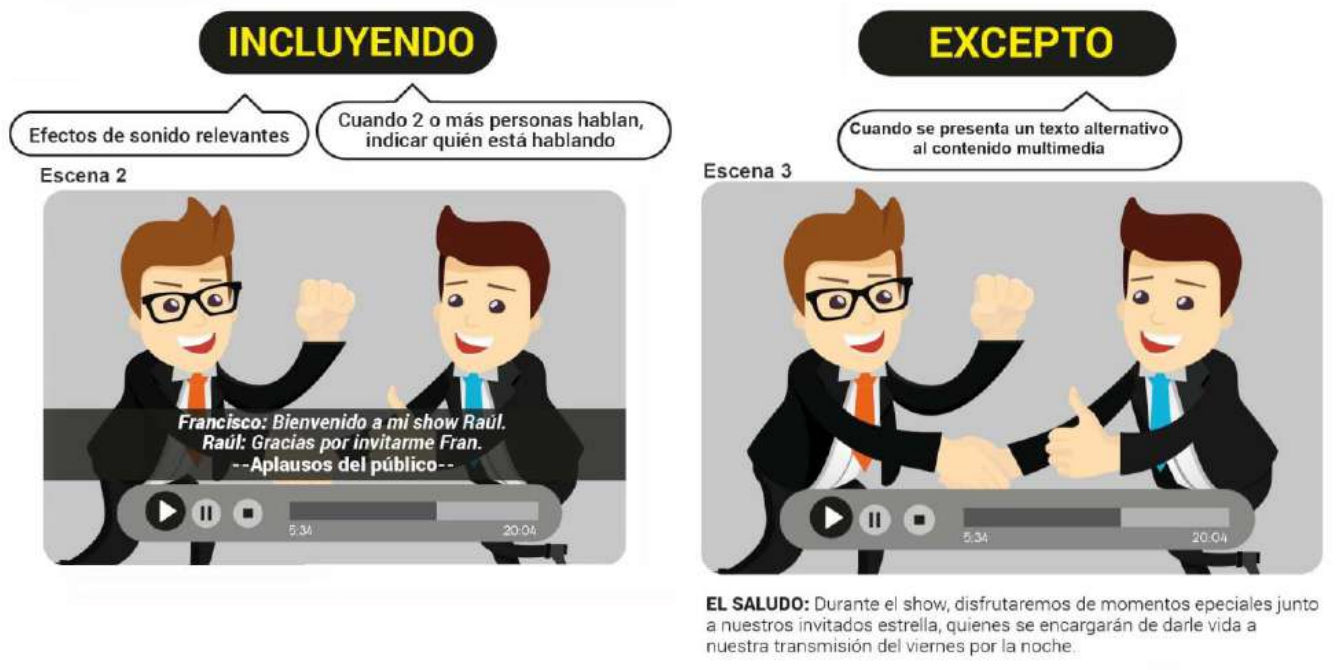 INCLUYENDO
Efectos de sonido relevantes
Cuando 2 o más personas hablan,
indicar quién está hablando
Escena 2
Francisco: Bienvenido a mi show Raúl.
Raúl: Gracias por invitarme Fran.
--Aplausos del público--
5:34
20:04
EXCEPTO
Cuando se presenta un texto alternativo
al contenido multimedia
Escena 3
5:34
20:04
EL SALUDO: Durante el show, disfrutaremos de momentos epeciales junto
a nuestros invitados estrella, quienes se encargarán de darle vida a
nuestra transmisión del viernes por la noche.